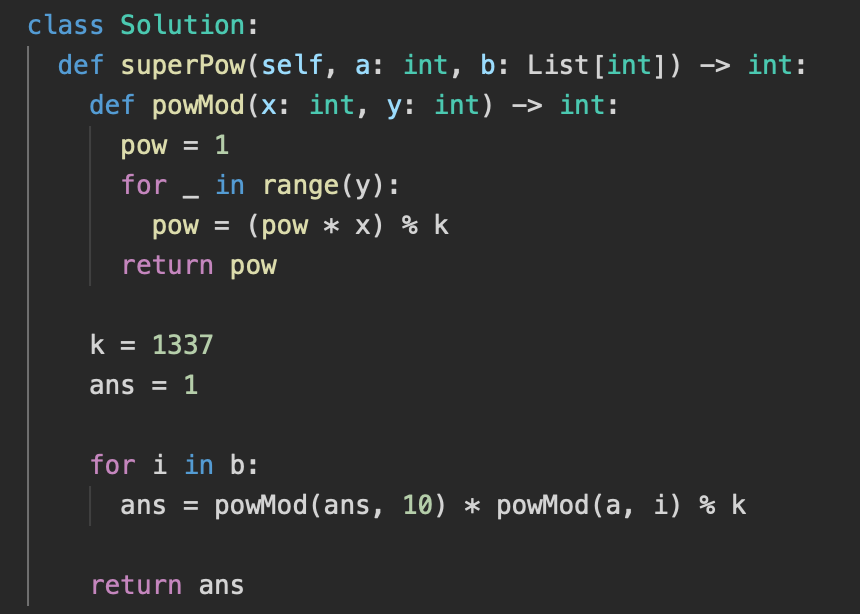 class Solution:
  def superPow(self, a: int, b: List[int]) -> int:
    def powMod(x: int, y: int) -> int:
      pow = 1
      for _ in range(y):
        pow = (pow * x) % k
      return pow

    k = 1337
    ans = 1

    for i in b:
      ans = powMod(ans, 10) * powMod(a, i) % k

    return ans